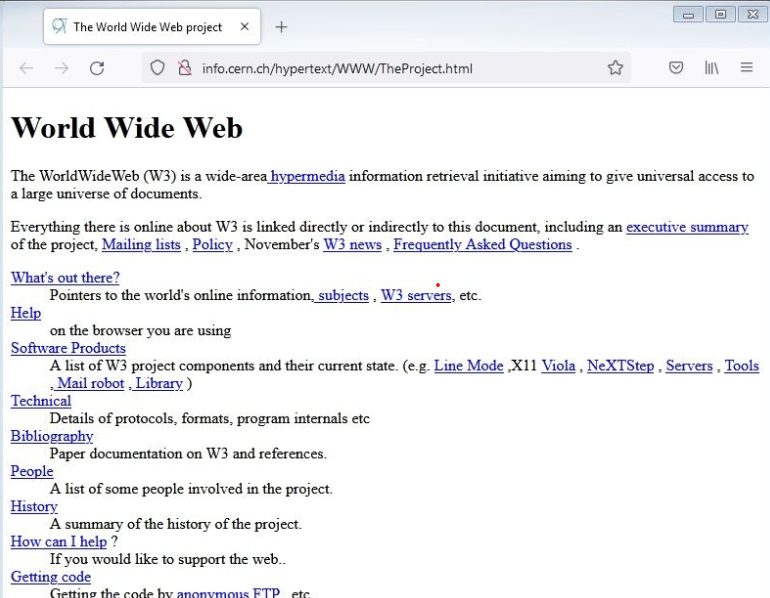 The World Wide Web project
info.cern.ch/hypertext/WWW/TheProject.html
World Wide Web
The WorldWideWeb (W3) is a wide-area hypermedia information retrieval initiative aiming to give universal access to
a large universe of documents.
Everything there is online about W3 is linked directly or indirectly to this document, including an executive summary
of the project, Mailing lists , Policy , November's W3 news , Frequently Asked Questions .
What's out there?
Pointers to the world's online information, subjects , W3 servers, etc.
Help
on the browser you are using
Software Products
A list of W3 project components and their current state. (e.g. Line Mode ,X11 Viola , NeXTStep , Servers , Tools
, Mail robot , Library )
Technical
Details of protocols, formats, program internals etc
Bibliography
Paper documentation on W3 and references.
People
A list of some people involved in the project.
History
A summary of the history of the project.
How can I help ?
If you would like to support the web..
Getting code
Getting the code by anonymous FTP , etc